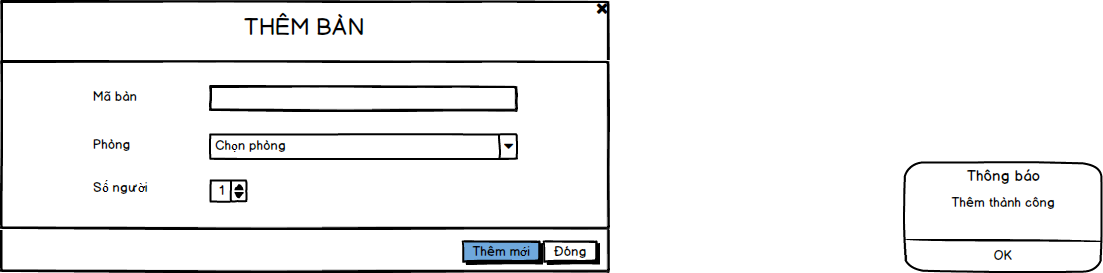 THÊM BÀN
Mã bàn
Phòng
Chọn phòng
Số người
1
Thêm mới
Đóng
Thông báo
Thêm thành công
OK